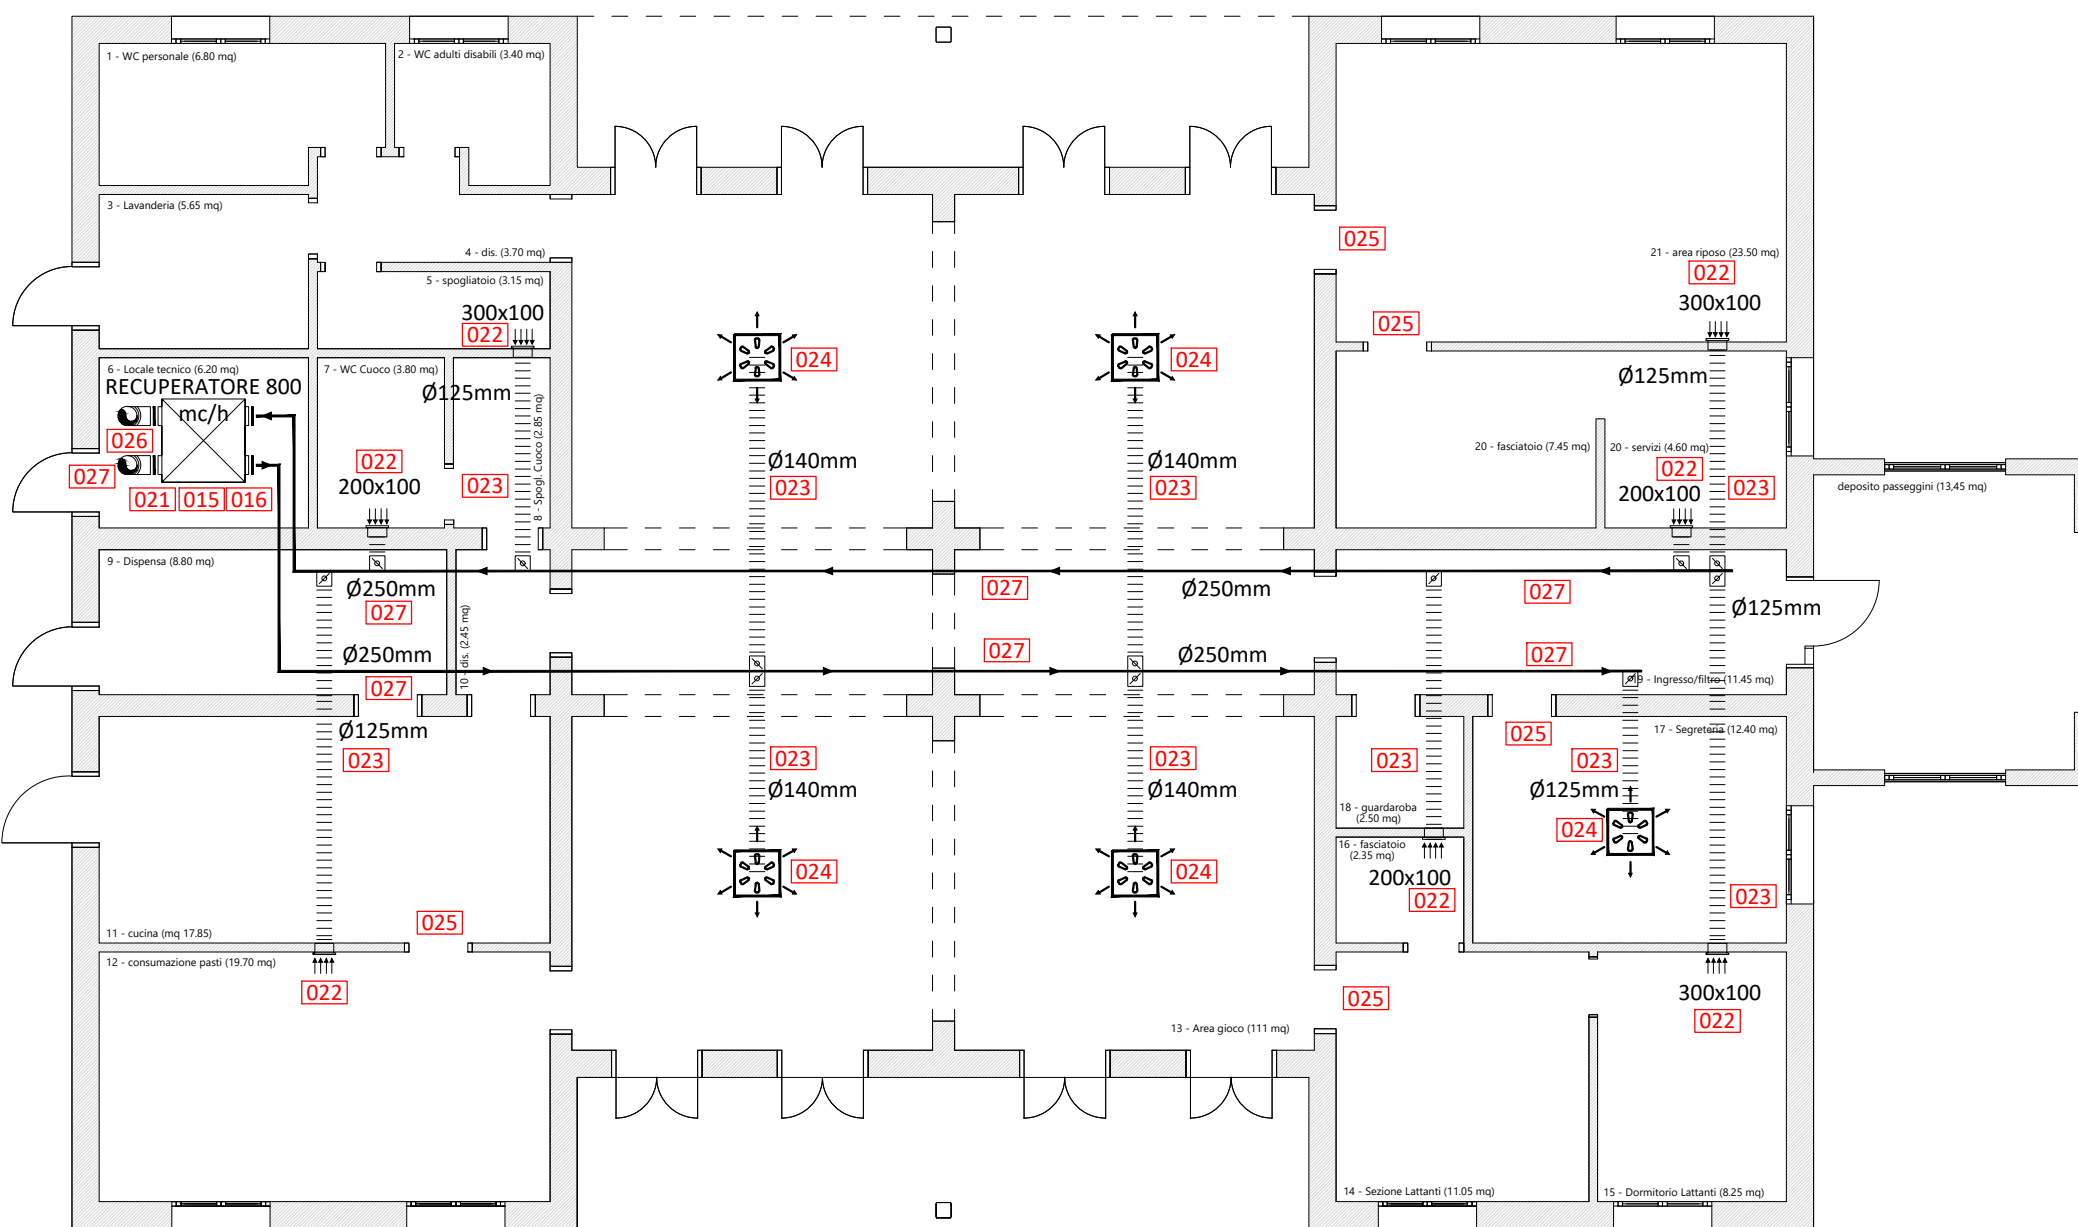 1 - WC personale (6.80 mq)
2 - WC adulti disabili (3.40 mq)
3 - Lavanderia (5.65 mq)
4 - dis. (3.70 mq)
5 - spogliatoio (3.15 mq)
025
21 - area riposo (23.50 mq)
022
300x100
300x100
022
025
024
024
6 - Locale tecnico (6.20 mq)
RECUPERATORE 800
mc/h
7 - WC Cuoco (3.80 mq)
Ø125mm
Ø125mm
8 - Spogl. Cuoco (2.85 mq)
026
027
021
015
016
022
200x100
023
Ø140mm
023
Ø140mm
023
20 - fasciatoio (7.45 mq)
20 - servizi (4.60 mq)
022
200x100
023
deposito passeggini (13,45 mq)
9 - Dispensa (8.80 mq)
Ø250mm
027
027
Ø250mm
027
Ø125mm
10 - dis. (2.45 mq)
Ø250mm
027
027
Ø250mm
027
9 - Ingresso/filtro (11.45 mq)
Ø125mm
023
023
Ø140mm
023
Ø140mm
023
025
17 - Segreteria (12.40 mq)
023
Ø125mm
18 - guardaroba
(2.50 mq)
024
16 - fasciatoio
(2.35 mq)
200x100
022
024
024
023
025
11 - cucina (mq 17.85)
12 - consumazione pasti (19.70 mq)
022
025
300x100
022
13 - Area gioco (111 mq)
14 - Sezione Lattanti (11.05 mq)
15 - Dormitorio Lattanti (8.25 mq)